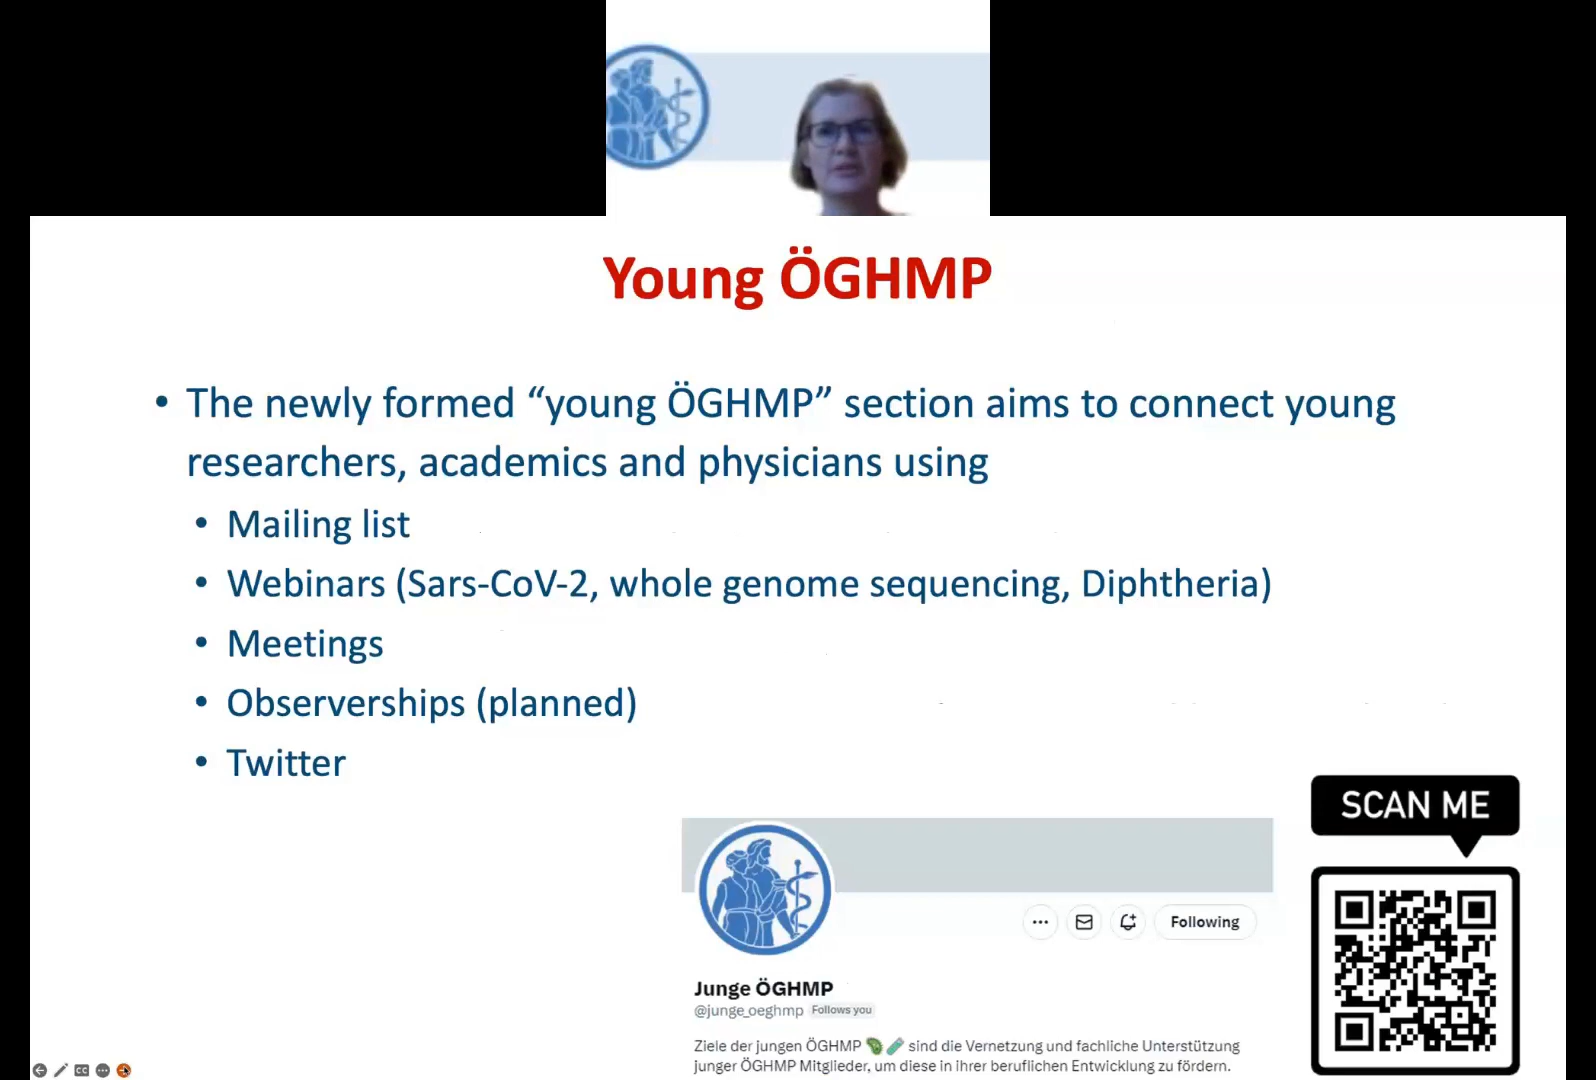 Young ÖGHMP
• The newly formed “young ÖGHMP” section aims to connect young
researchers, academics and physicians using
• Mailing list
• Webinars (Sars-CoV-2, whole genome sequencing, Diphtheria)
• Meetings
• Observerships (planned)
• Twitter
SCAN ME
Following
Junge ÖGHMP
@junge_oeghmp Follows you
Ziele der jungen ÖGHMP 🦠🧪 sind die Vernetzung und fachliche Unterstützung
junger ÖGHMP Mitglieder, um diese in ihrer beruflichen Entwicklung zu fördern.
CC